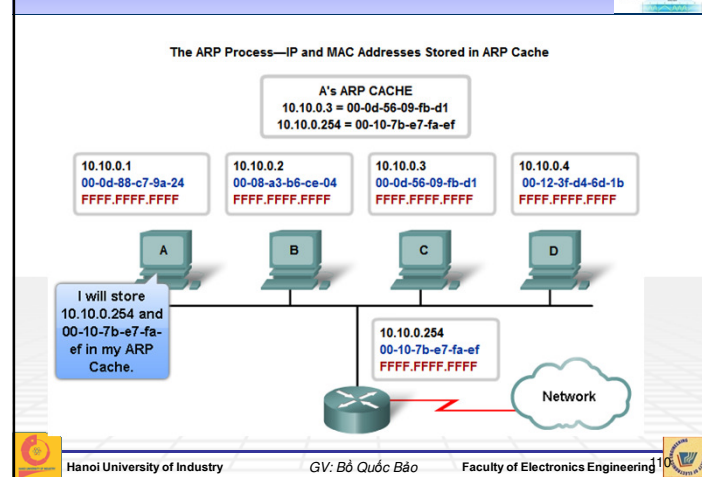 The ARP Process—IP and MAC Addresses Stored in ARP Cache
A's ARP CACHE
10.10.0.3 = 00-0d-56-09-fb-d1
10.10.0.254 = 00-10-7b-e7-fa-ef
10.10.0.1
00-0d-88-c7-9a-24
FFFF.FFFF.FFFF
10.10.0.2
00-08-a3-b6-ce-04
FFFF.FFFF.FFFF
10.10.0.3
00-0d-56-09-fb-d1
FFFF.FFFF.FFFF
10.10.0.4
00-12-3f-d4-6d-1b
FFFF.FFFF.FFFF
A
B
C
D
I will store
10.10.0.254 and
00-10-7b-e7-fa-
ef in my ARP
Cache.
10.10.0.254
00-10-7b-e7-fa-ef
FFFF.FFFF.FFFF
Network
Hanoi University of Industry
GV: Bồ Quốc Bảo
Faculty of Electronics Engineering
110